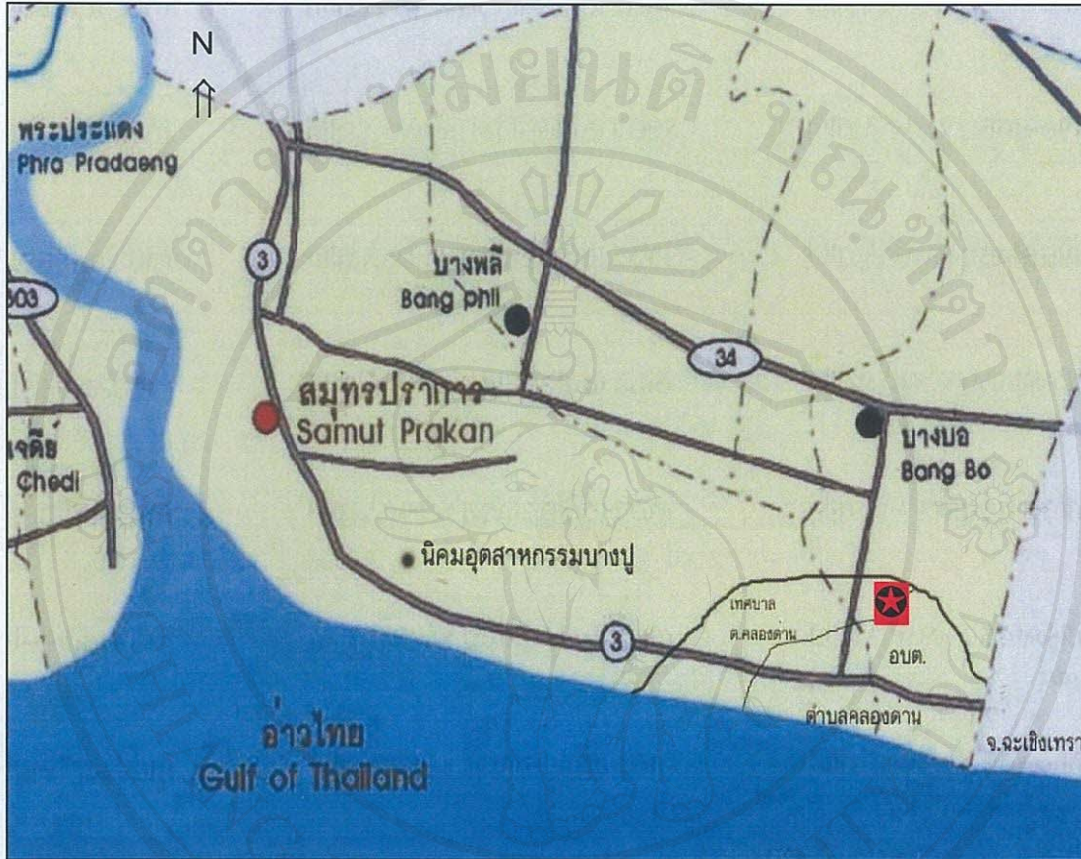 N
พระประแดง
Phra Pradaeng
3
303
บางพลี
Bang phli
34
สมุทรปราการ
Samut Prakan
บางบ่อ
Bang Bo
เจดีย์
Chedi
นิคมอุตสาหกรรมบางปู
เทศบาล
ต.คลองด่าน
3
อบต.
ตำบลคลองด่าน
อ่าวไทย
Gulf of Thailand
จ.ฉะเชิงเทรา